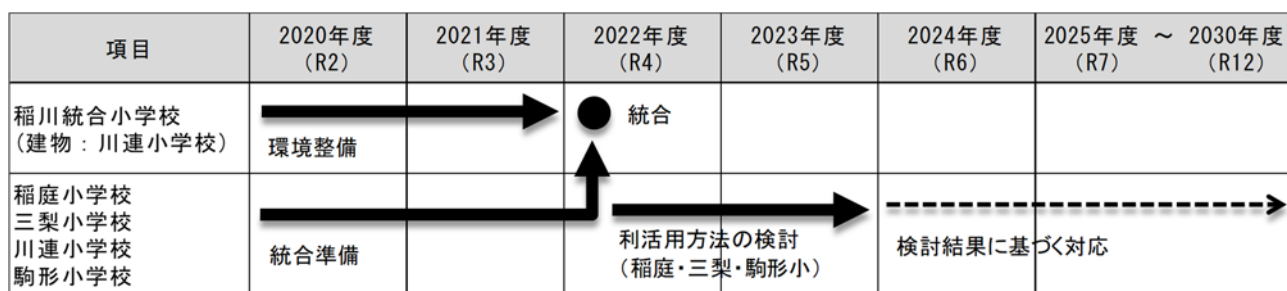 項目
2020年度
(R2)
2021年度
(R3)
2022年度
(R4)
2023年度
(R5)
2024年度
(R6)
2025年度 ～ 2030年度
(R7) (R12)
稲川統合小学校
(建物：川連小学校)
環境整備
統合
稲庭小学校
三梨小学校
川連小学校
駒形小学校
統合準備
利活用方法の検討
(稲庭・三梨・駒形小)
検討結果に基づく対応